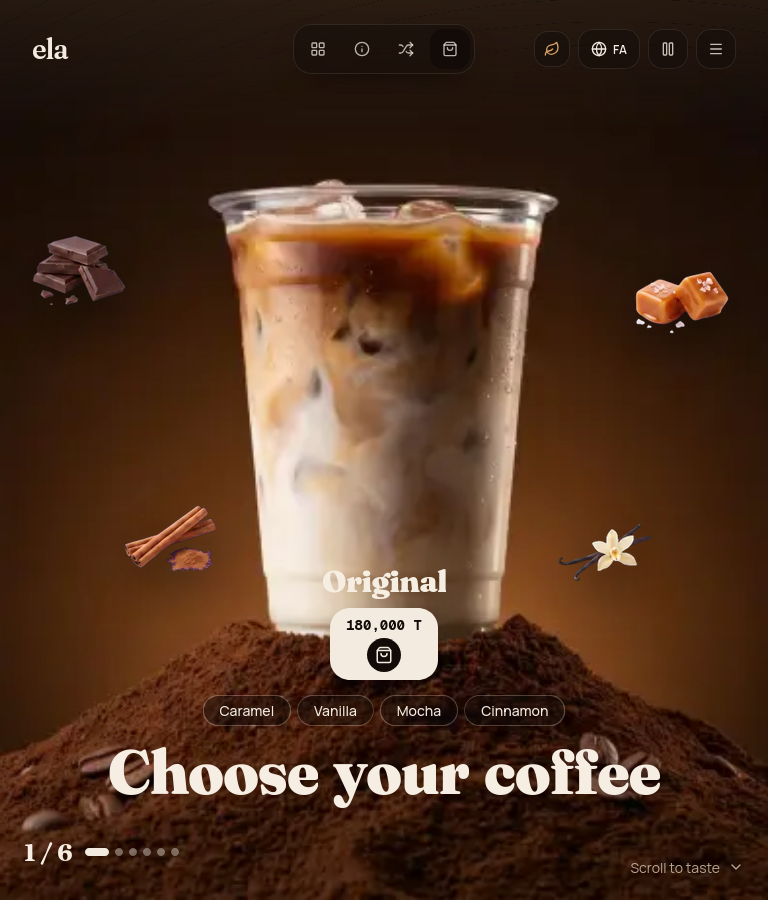 ela
FA
Original
180,000 T
Caramel
Vanilla
Mocha
Cinnamon
Choose your coffee
1 / 6
Scroll to taste